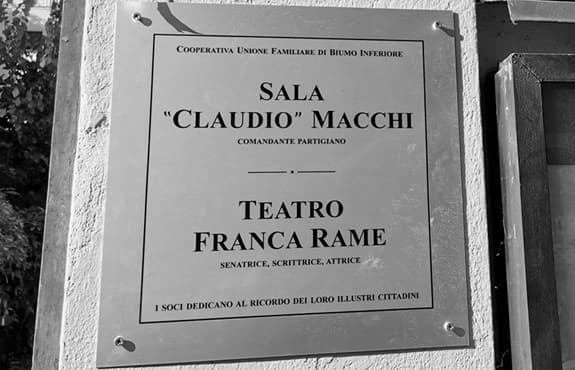 Cooperativa Unione Familiare di Biumo Inferiore
Sala
"Claudio" Macchi
comandante partigiano
Teatro
Franca Rame
senatrice, scrittrice, attrice
i soci dedicano al ricordo dei loro illustri cittadini